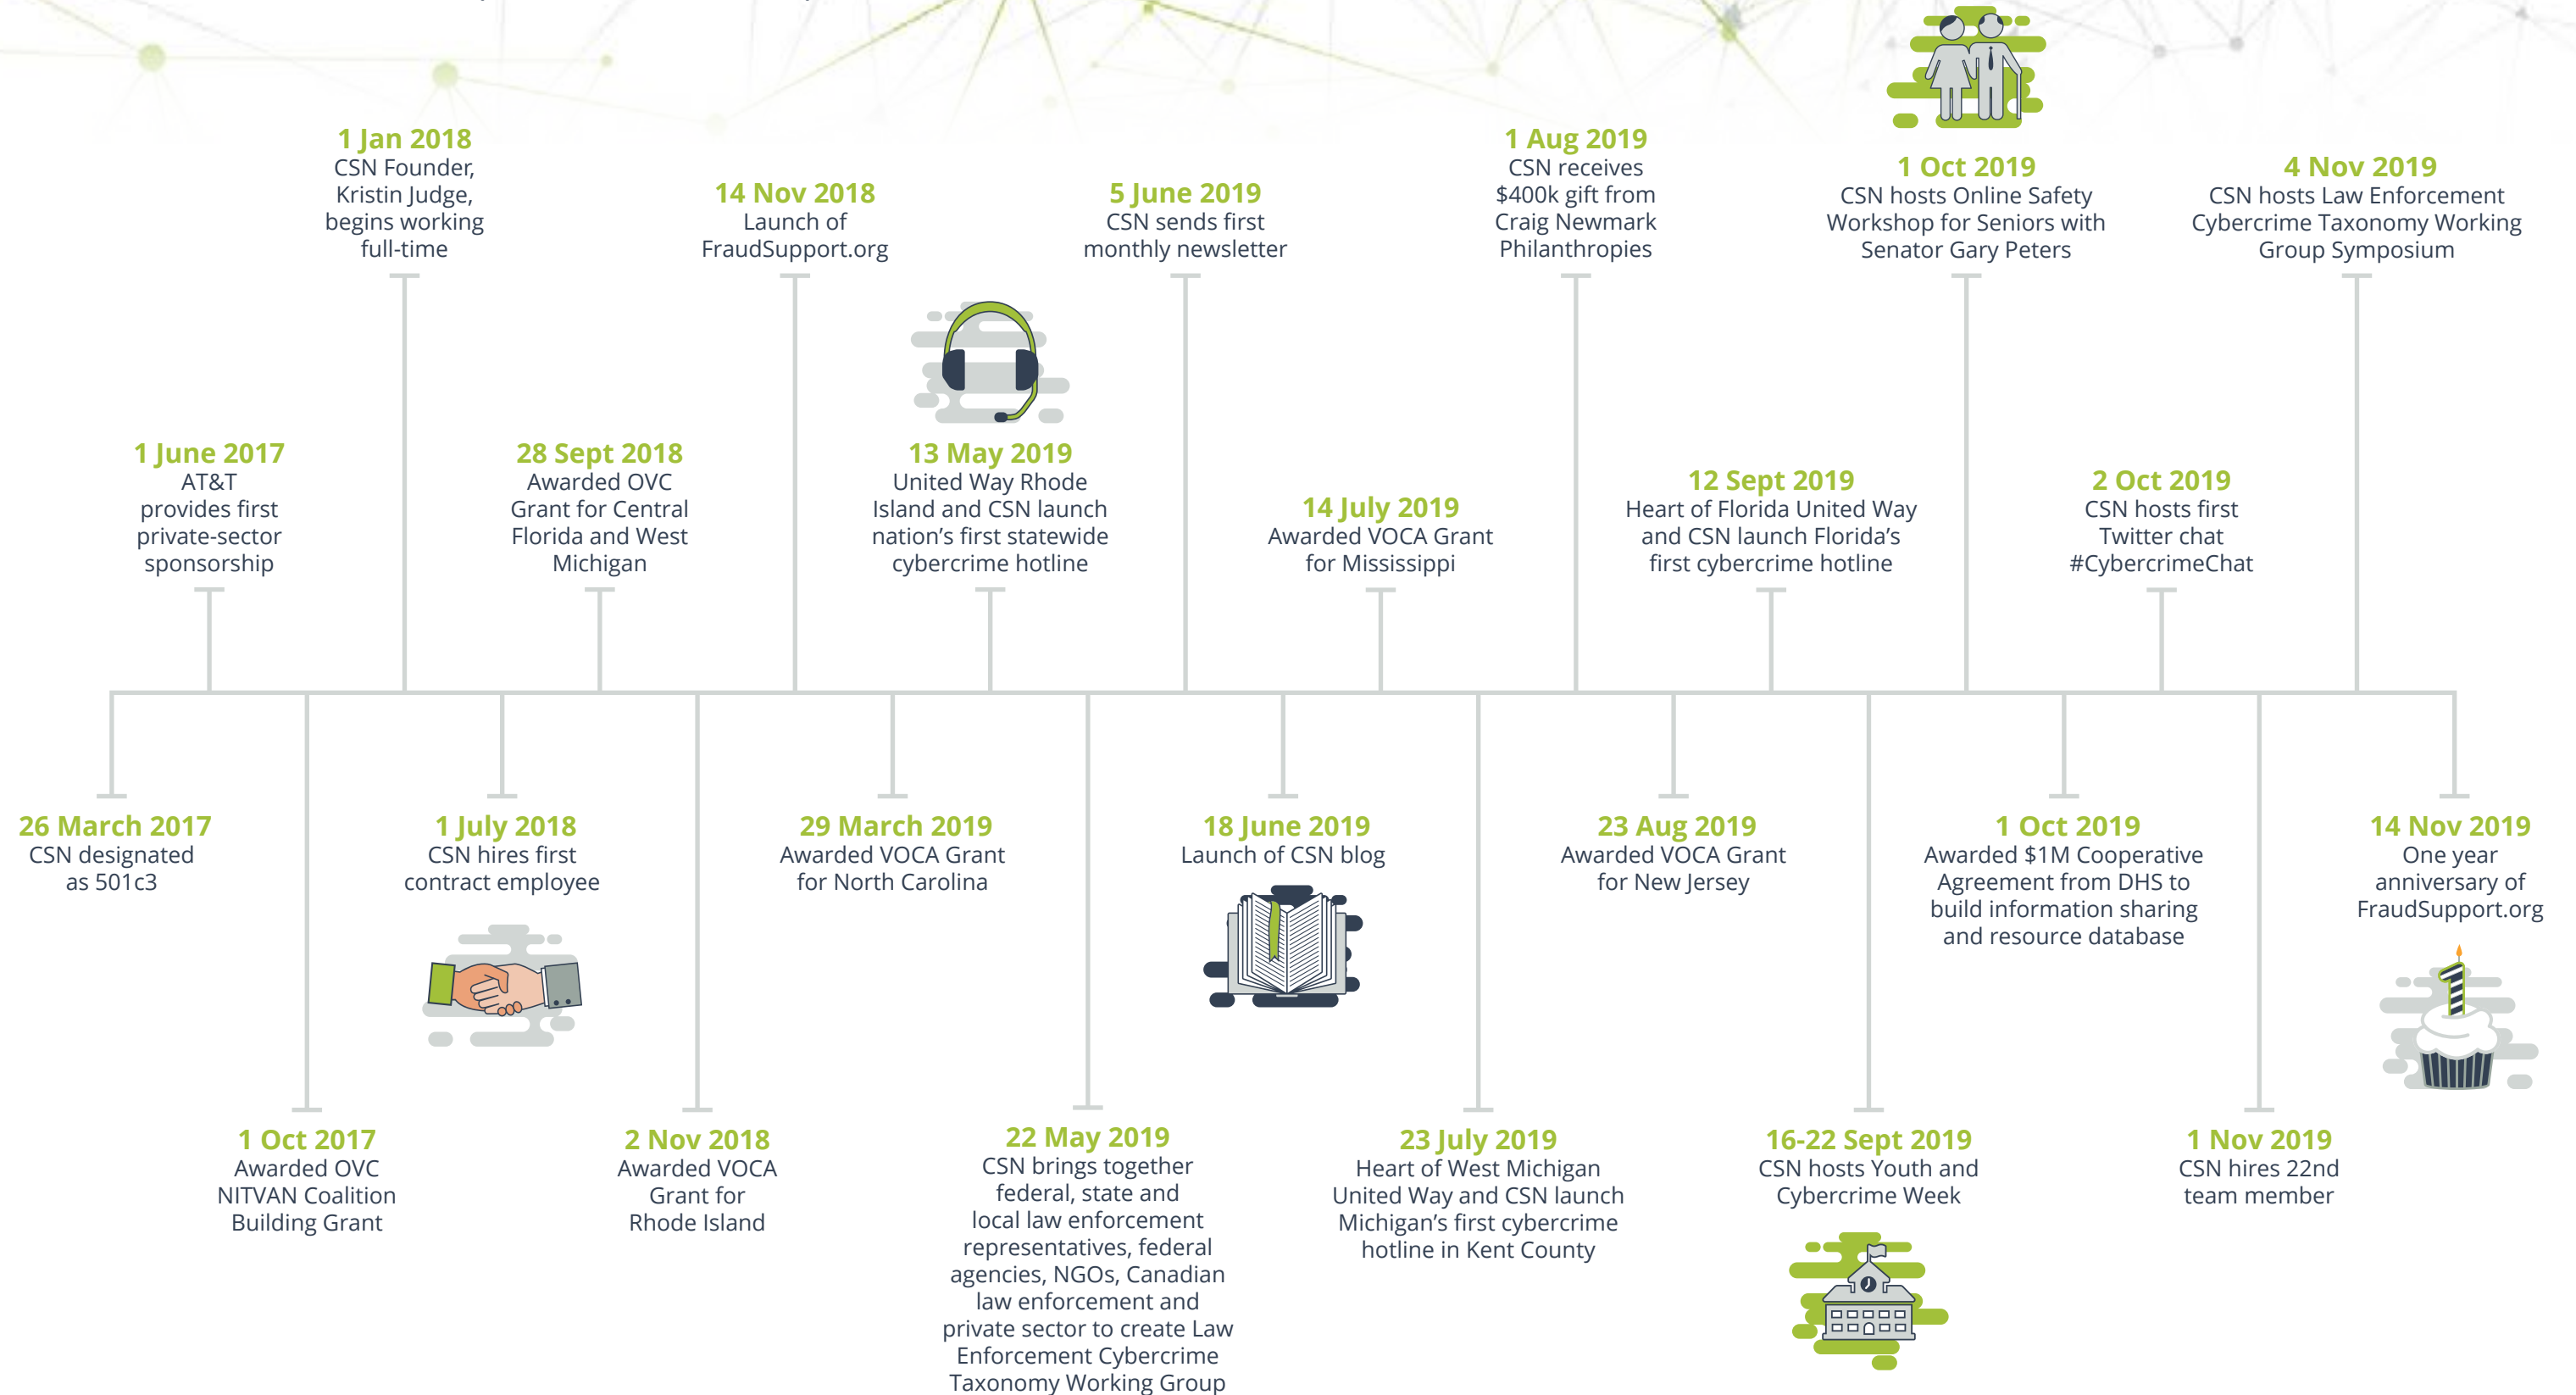 26 March 2017
CSN designated
as 501c3
1 June 2017
AT&T
provides first
private-sector
sponsorship
1 Oct 2017
Awarded OVC
NITVAN Coalition
Building Grant
1 Jan 2018
CSN Founder,
Kristin Judge,
begins working
full-time
1 July 2018
CSN hires first
contract employee
28 Sept 2018
Awarded OVC
Grant for Central
Florida and West
Michigan
2 Nov 2018
Awarded VOCA
Grant for
Rhode Island
14 Nov 2018
Launch of
FraudSupport.org
29 March 2019
Awarded VOCA Grant
for North Carolina
13 May 2019
United Way Rhode
Island and CSN launch
nation’s first statewide
cybercrime hotline
22 May 2019
CSN brings together
federal, state and
local law enforcement
representatives, federal
agencies, NGOs, Canadian
law enforcement and
private sector to create Law
Enforcement Cybercrime
Taxonomy Working Group
5 June 2019
CSN sends first
monthly newsletter
18 June 2019
Launch of CSN blog
14 July 2019
Awarded VOCA Grant
for Mississippi
23 July 2019
Heart of West Michigan
United Way and CSN launch
Michigan’s first cybercrime
hotline in Kent County
1 Aug 2019
CSN receives
$400k gift from
Craig Newmark
Philanthropies
23 Aug 2019
Awarded VOCA Grant
for New Jersey
12 Sept 2019
Heart of Florida United Way
and CSN launch Florida’s
first cybercrime hotline
16-22 Sept 2019
CSN hosts Youth and
Cybercrime Week
1 Oct 2019
CSN hosts Online Safety
Workshop for Seniors with
Senator Gary Peters
1 Oct 2019
Awarded $1M Cooperative
Agreement from DHS to
build information sharing
and resource database
2 Oct 2019
CSN hosts first
Twitter chat
#CybercrimeChat
1 Nov 2019
CSN hires 22nd
team member
4 Nov 2019
CSN hosts Law Enforcement
Cybercrime Taxonomy Working
Group Symposium
14 Nov 2019
One year
anniversary of
FraudSupport.org
1